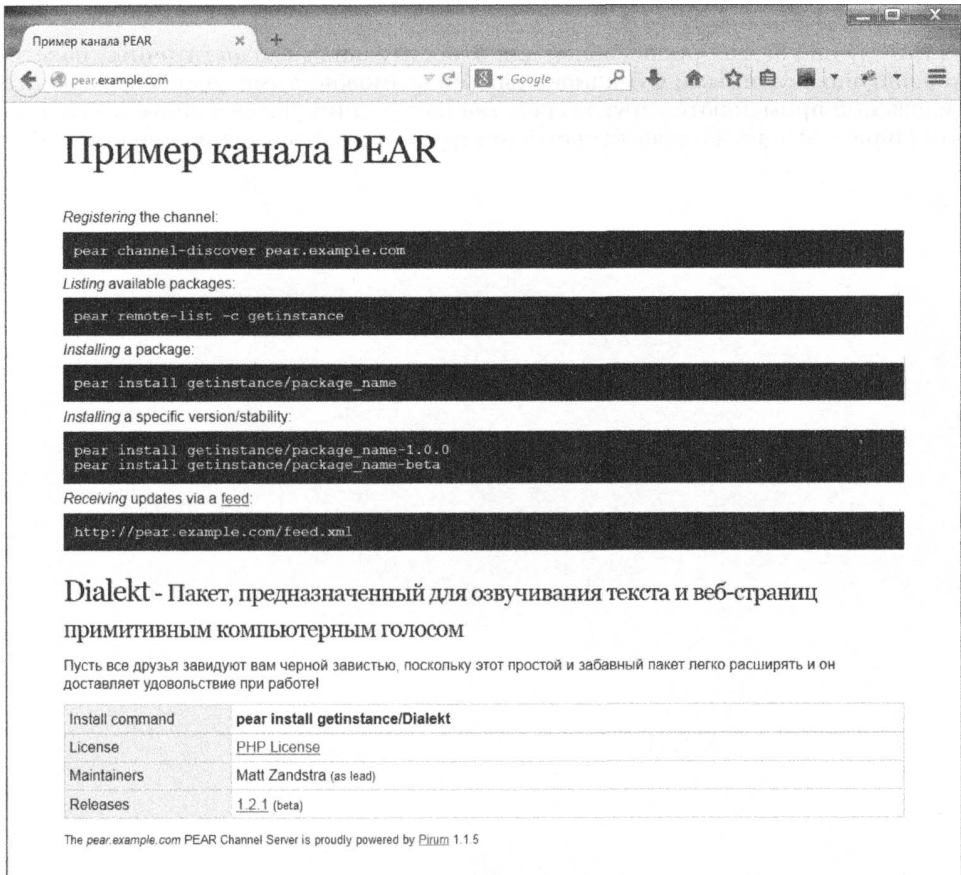 Пример канала PEAR
pear.example.com
Google
Пример канала PEAR
Registering the channel:
pear channel-discover pear.example.com
Listing available packages:
pear remote-list -c getinstance
Installing a package:
pear install getinstance/package_name
Installing a specific version/stability:
pear install getinstance/package_name-1.0.0
pear install getinstance/package_name-beta
Receiving updates via a feed:
http://pear.example.com/feed.xml
Dialekt - Пакет, предназначенный для озвучивания текста и веб-страниц
примитивным компьютерным голосом
Пусть все друзья завидуют вам черной завистью, поскольку этот простой и забавный пакет легко расширять и он
доставляет удовольствие при работе!
Install command pear install getinstance/Dialekt
License PHP License
Maintainers Matt Zandstra (as lead)
Releases 1.2.1 (beta)
The pear.example.com PEAR Channel Server is proudly powered by Pirum 1.1.5